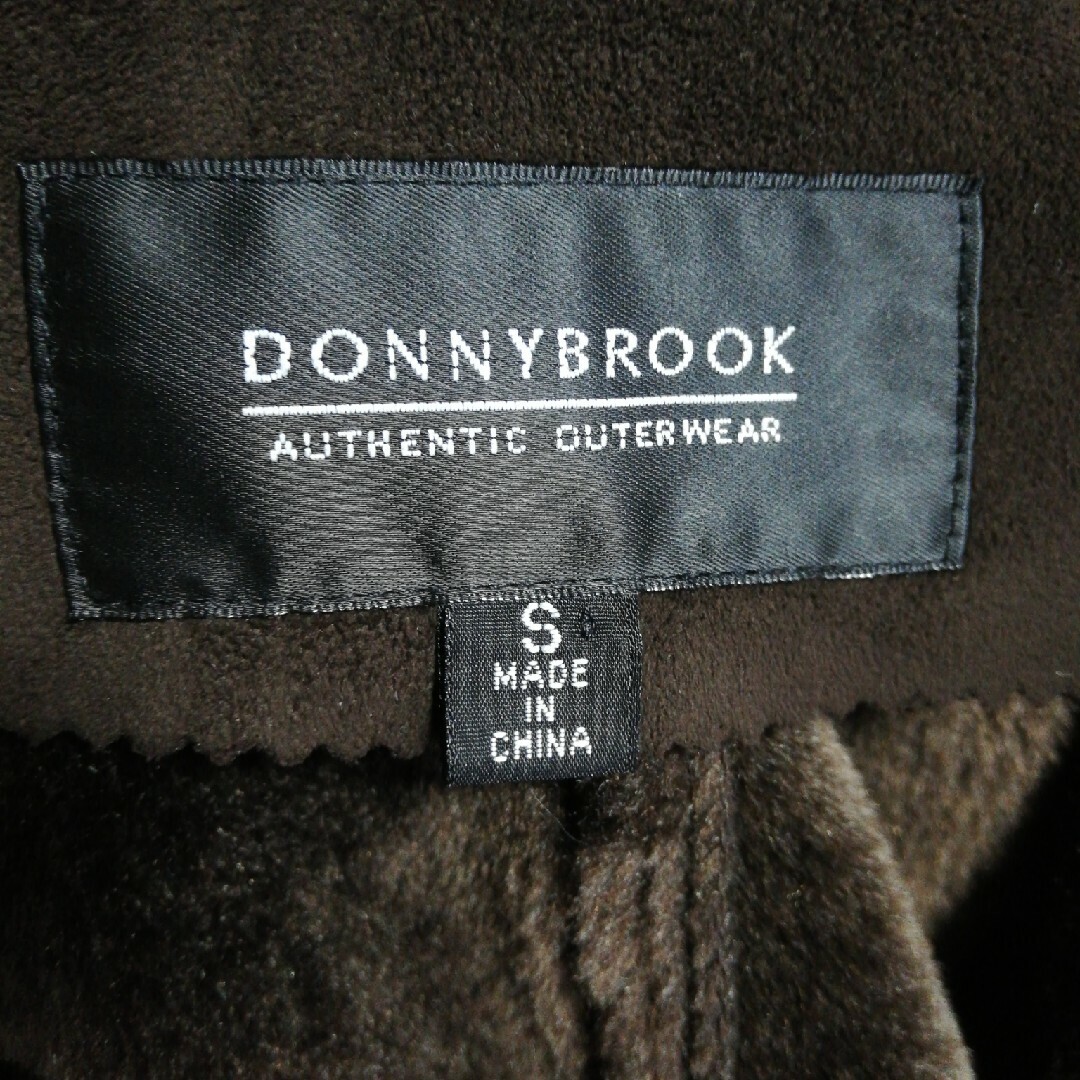 DONNYBROOK
AUTHENTIC OUTERWEAR
S
MADE
IN
CHINA